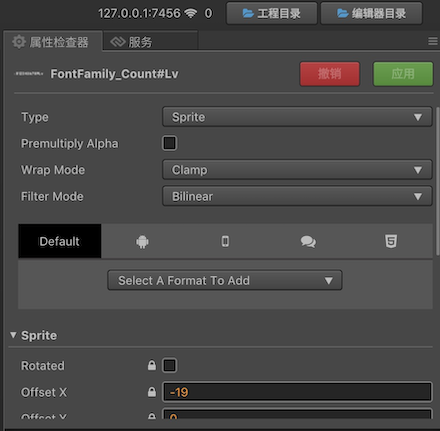 127.0.0.1:7456 0 工程目录 编辑器目录
属性检查器 服务
FontFamily_Count#Lv 撤销 应用
Type Sprite
Premultiply Alpha
Wrap Mode Clamp
Filter Mode Bilinear
Default
Select A Format To Add
Sprite
Rotated
Offset X -19
Offset Y 0